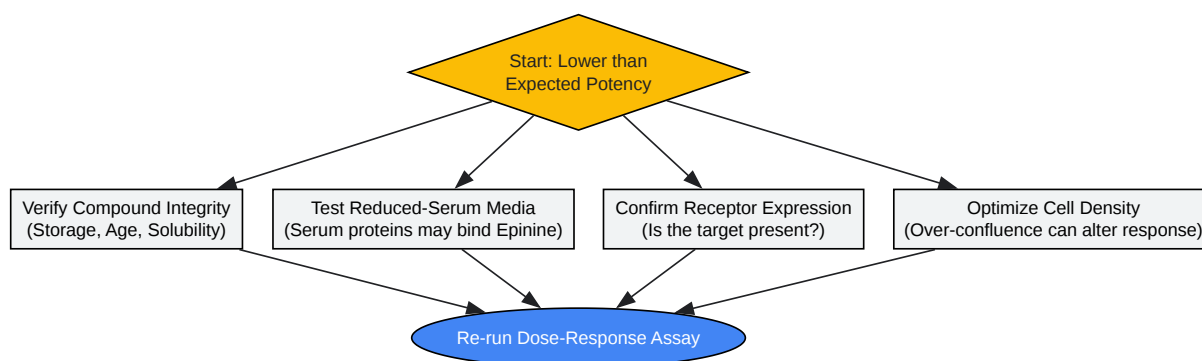 Start: Lower than
Expected Potency
Verify Compound Integrity
(Storage, Age, Solubility)
Test Reduced-Serum Media
(Serum proteins may bind Epinine)
Confirm Receptor Expression
(Is the target present?)
Optimize Cell Density
(Over-confluence can alter response)
Re-run Dose-Response Assay